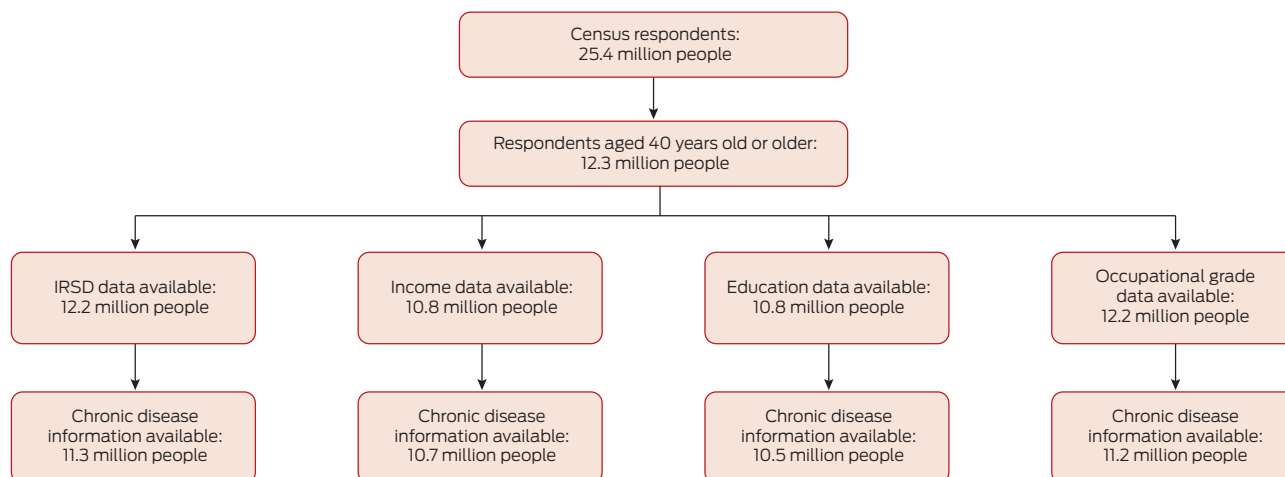 Census respondents:
25.4 million people
Respondents aged 40 years old or older:
12.3 million people
IRSD data available:
12.2 million people
Income data available:
10.8 million people
Education data available:
10.8 million people
Occupational grade
data available:
12.2 million people
Chronic disease
information available:
11.3 million people
Chronic disease
information available:
10.7 million people
Chronic disease
information available:
10.5 million people
Chronic disease
information available:
11.2 million people